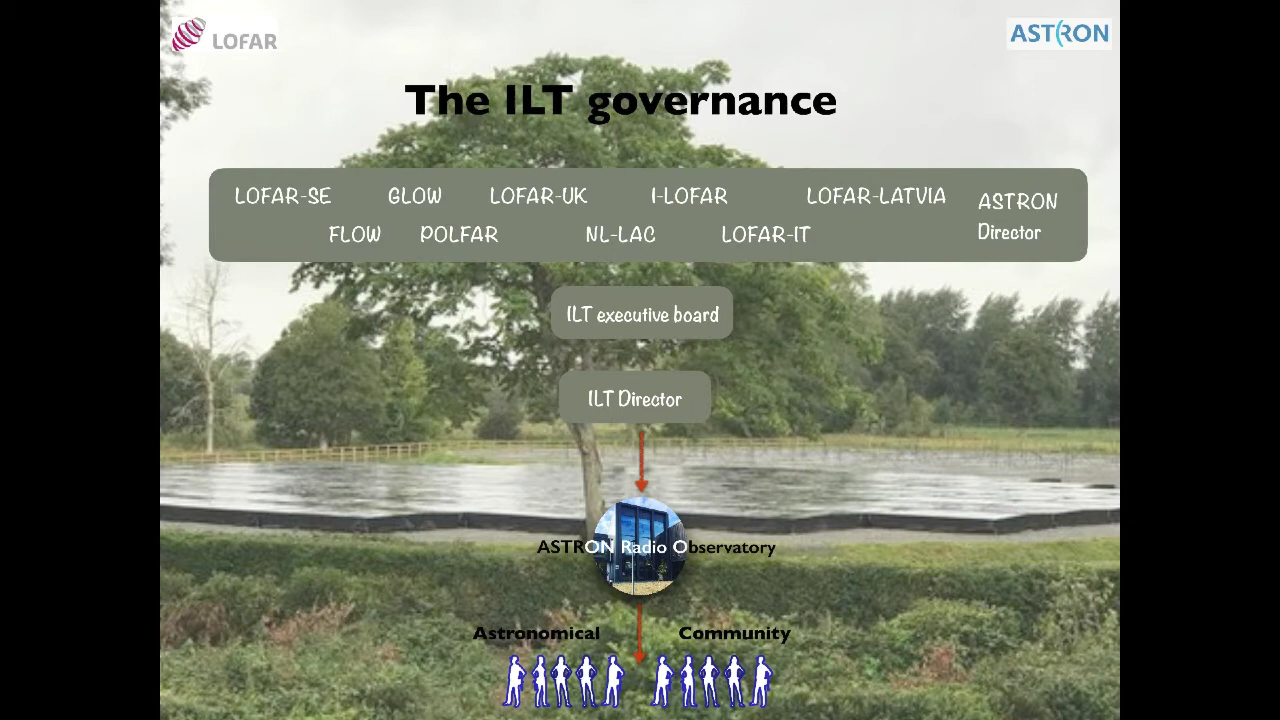 LOFAR
ASTRON
The ILT governance
LOFAR-SE GLOW LOFAR-UK I-LOFAR LOFAR-LATVIA ASTRON
FLOW POLFAR NL-LAC LOFAR-IT Director
ILT executive board
ILT Director
ASTRON Radio Observatory
Astronomical Community